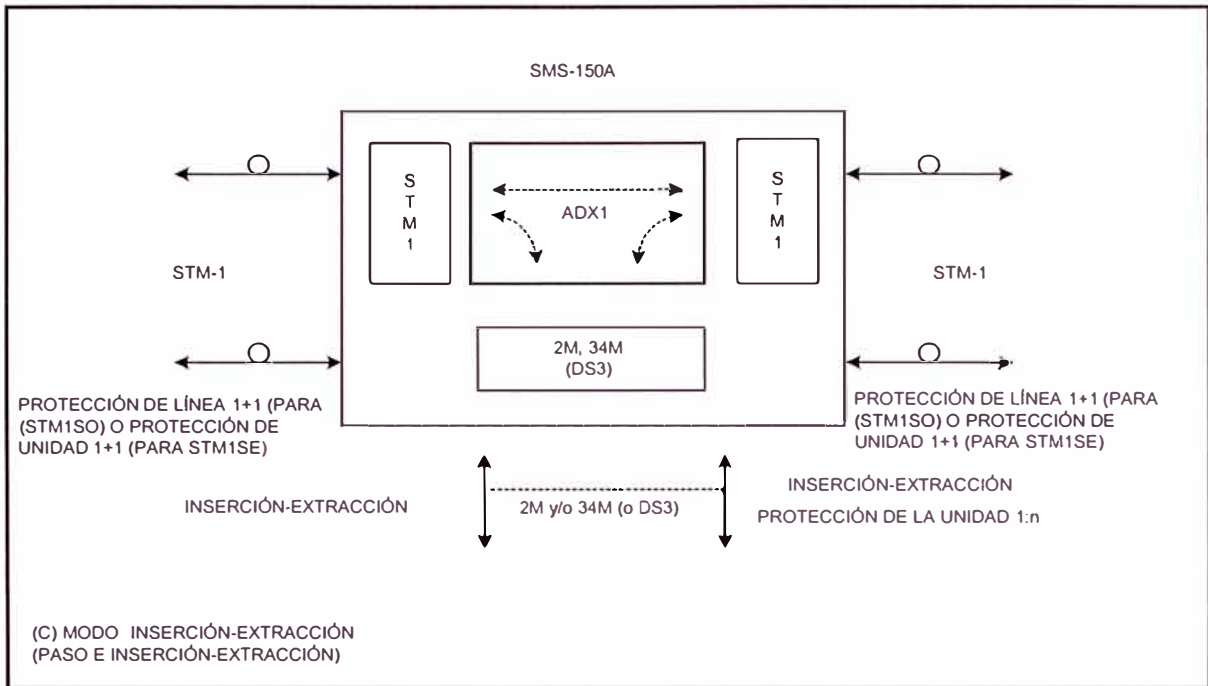 SMS-150A
S
T
M
1
ADX1
S
T
M
1
STM-1
STM-1
2M, 34M
(DS3)
PROTECCIÓN DE LÍNEA 1+1 (PARA
(STM1SO) O PROTECCIÓN DE
UNIDAD 1+1 (PARA STM1SE)
PROTECCIÓN DE LÍNEA 1+1 (PARA
(STM1SO) O PROTECCIÓN DE
UNIDAD 1+1 (PARA STM1SE)
INSERCIÓN-EXTRACCIÓN
2M y/o 34M (o DS3)
INSERCIÓN-EXTRACCIÓN
PROTECCIÓN DE LA UNIDAD 1:n
(C) MODO INSERCIÓN-EXTRACCIÓN
(PASO E INSERCIÓN-EXTRACCIÓN)